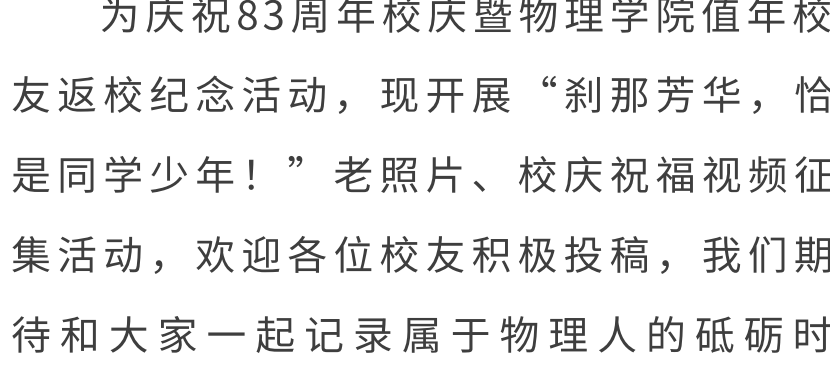 为庆祝83周年校庆暨物理学院值年校
友返校纪念活动，现开展“刹那芳华，恰
是同学少年！”老照片、校庆祝福视频征
集活动，欢迎各位校友积极投稿，我们期
待和大家一起记录属于物理人的砥砺时